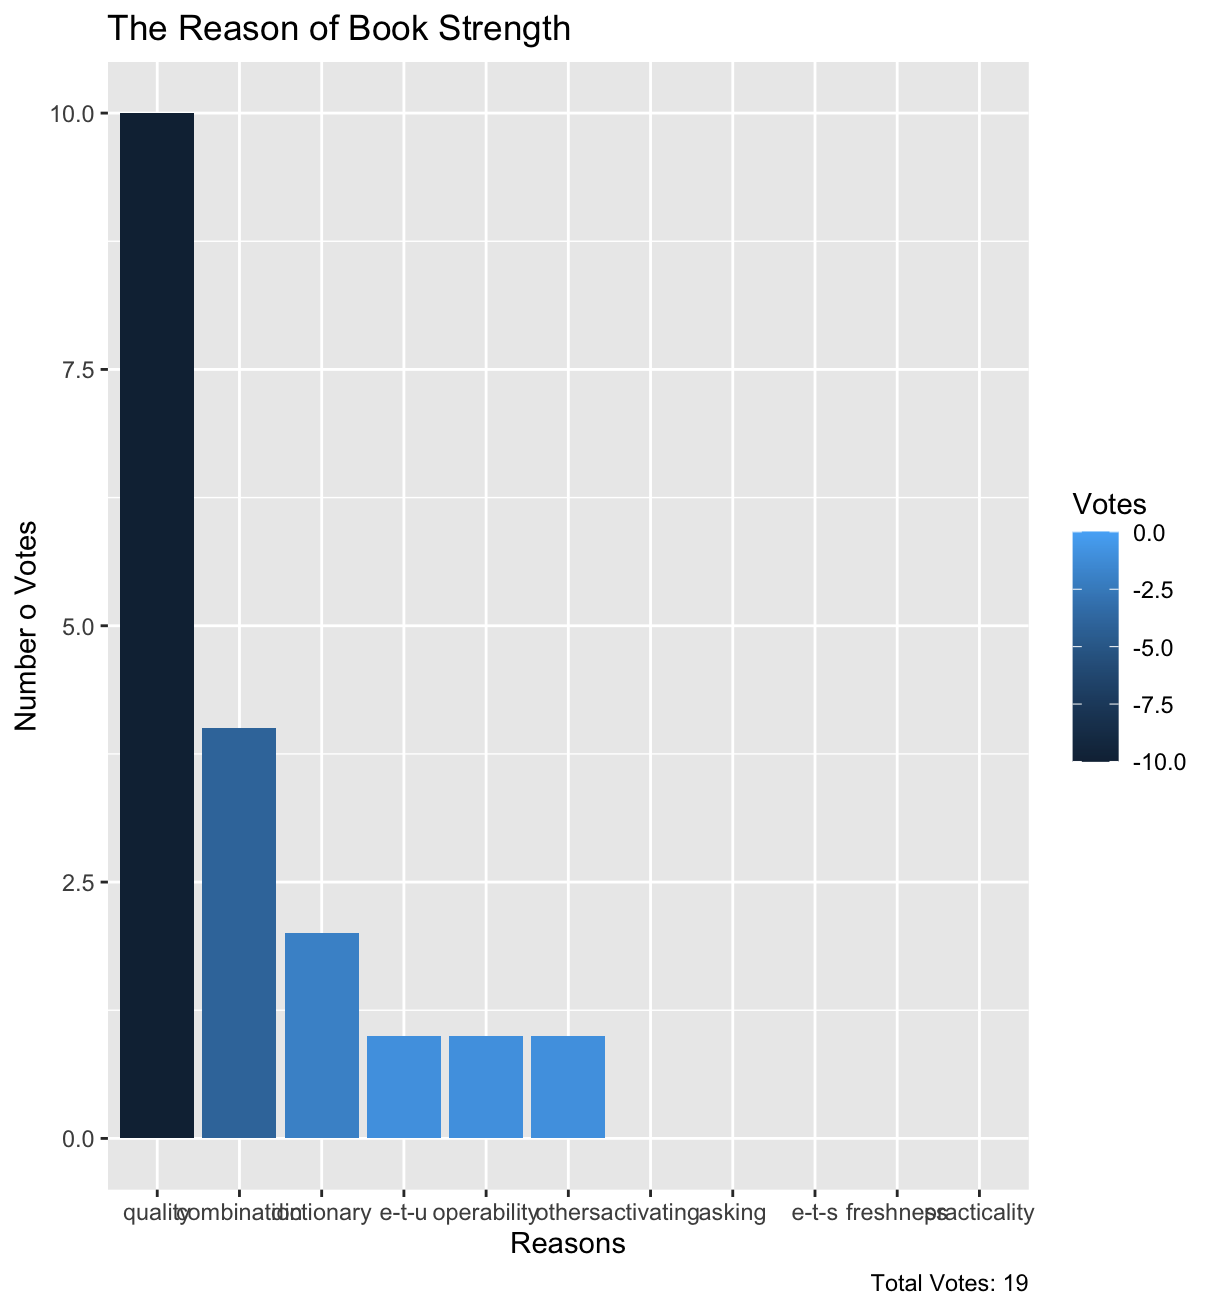 The Reason of Book Strength
10.0
7.5
5.0
2.5
0.0
Number o Votes
quality combination dictionary e-t-u operability others activating asking e-t-s freshness practicality
Reasons
Votes
0.0
-2.5
-5.0
-7.5
-10.0
Total Votes: 19